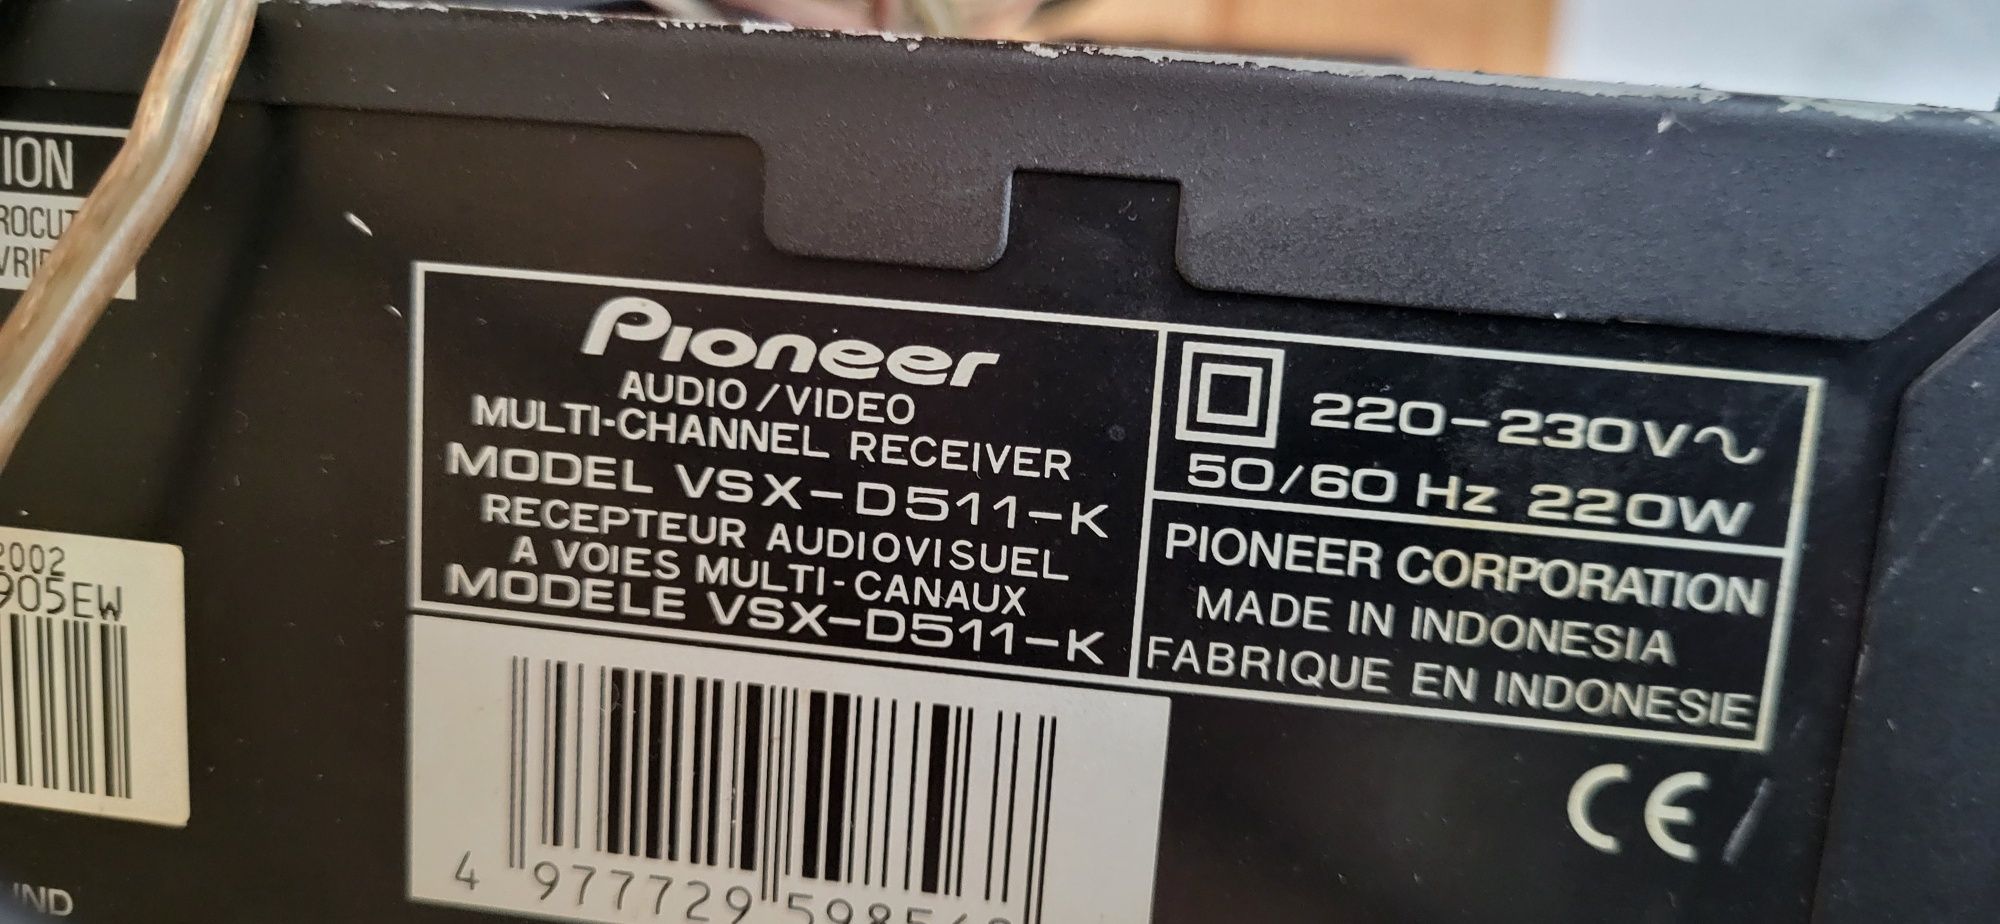 ION
Pioneer
AUDIO/VIDEO
MULTI-CHANNEL RECEIVER
MODEL VSX-D511-K
RECEPTEUR AUDIOVISUEL
A VOIES MULTI-CANAUX
MODELE VSX-D511-K
220-230V~
50/60 Hz 220W
PIONEER CORPORATION
MADE IN INDONESIA
FABRIQUE EN INDONESIE
CE
2002
905EW
4 977729